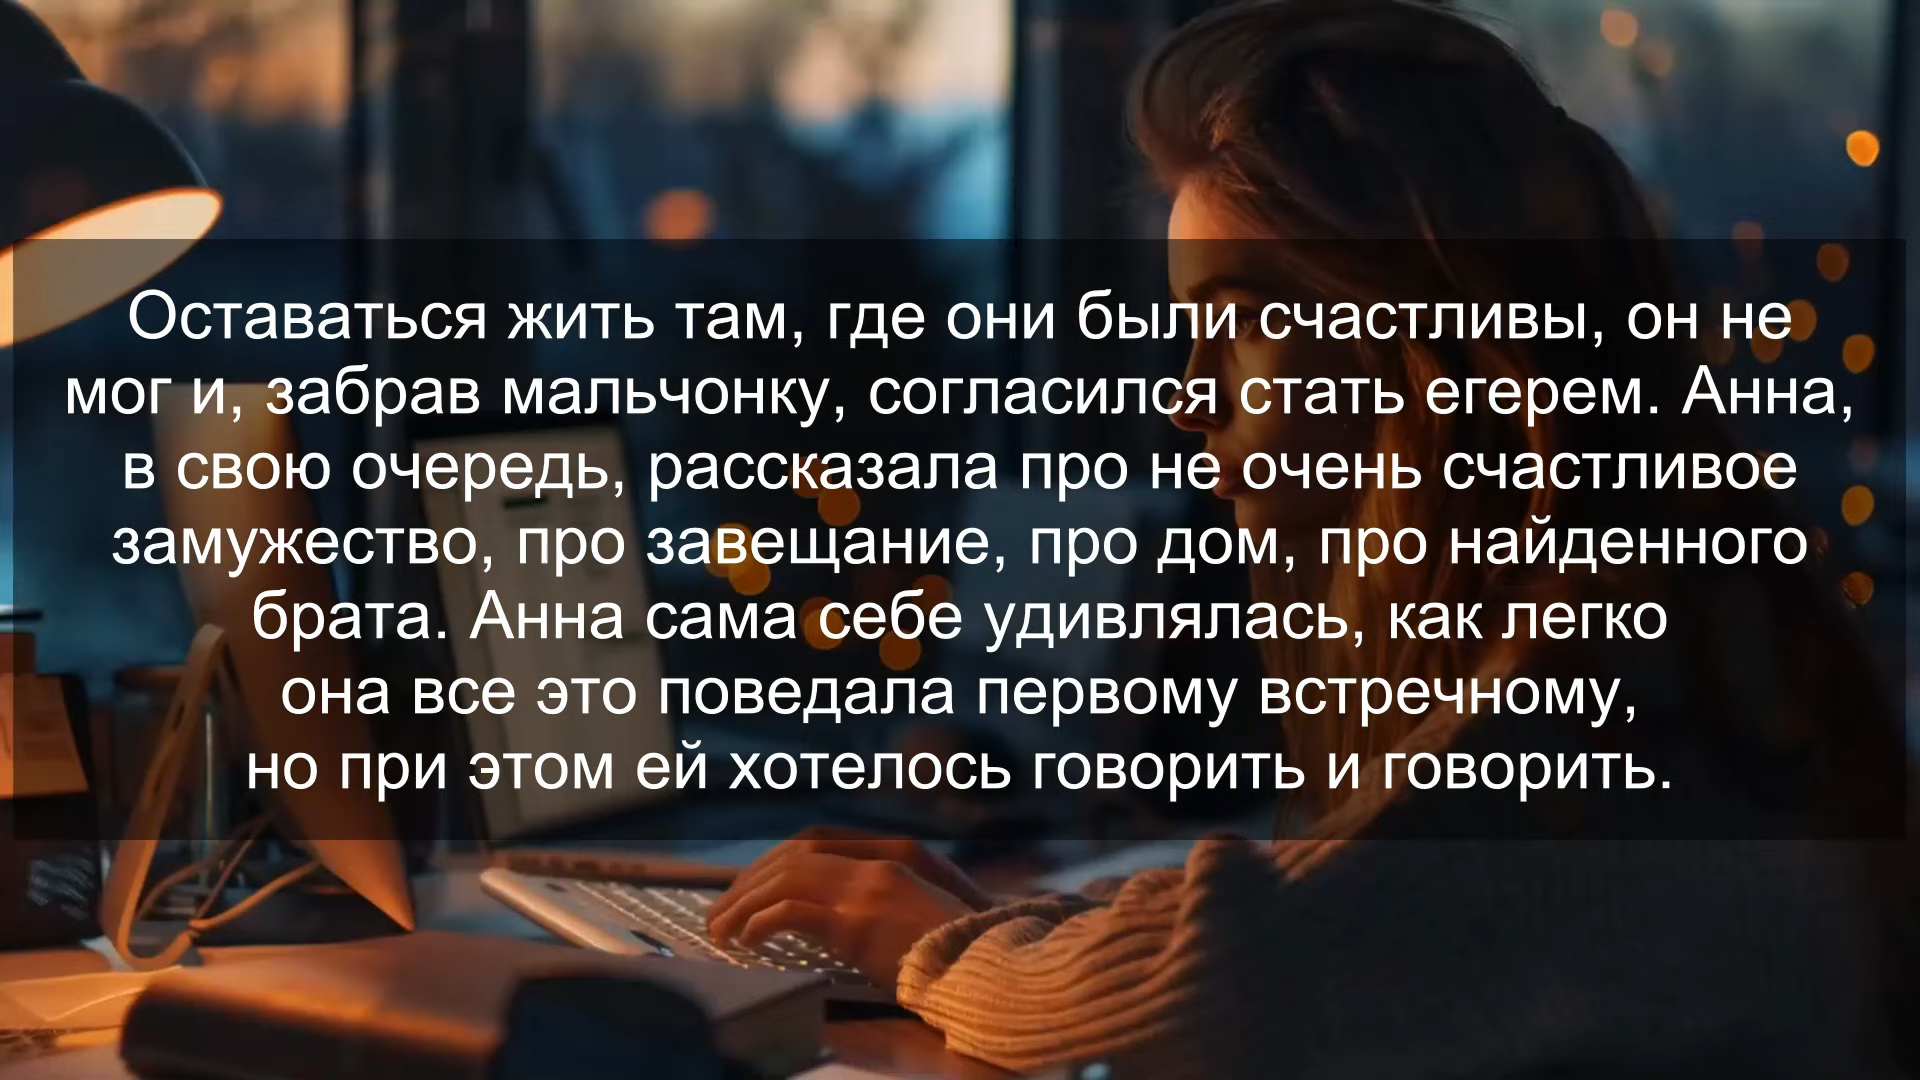 Оставаться жить там, где они были счастливы, он не
мог и, забрав мальчонку, согласился стать егерем. Анна,
в свою очередь, рассказала про не очень счастливое
замужество, про завещание, про дом, про найденного
брата. Анна сама себе удивлялась, как легко
она все это поведала первому встречному,
но при этом ей хотелось говорить и говорить.